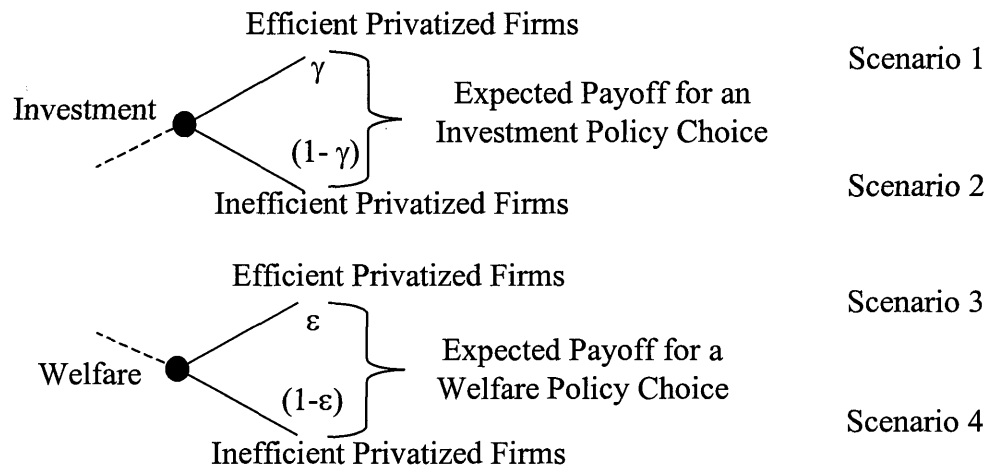 Efficient Privatized Firms
Scenario 1
γ
Investment
Expected Payoff for an
Investment Policy Choice
(1- γ)
Scenario 2
Inefficient Privatized Firms
Efficient Privatized Firms
Scenario 3
ε
Expected Payoff for a
Welfare
Welfare Policy Choice
(1-ε)
Scenario 4
Inefficient Privatized Firms